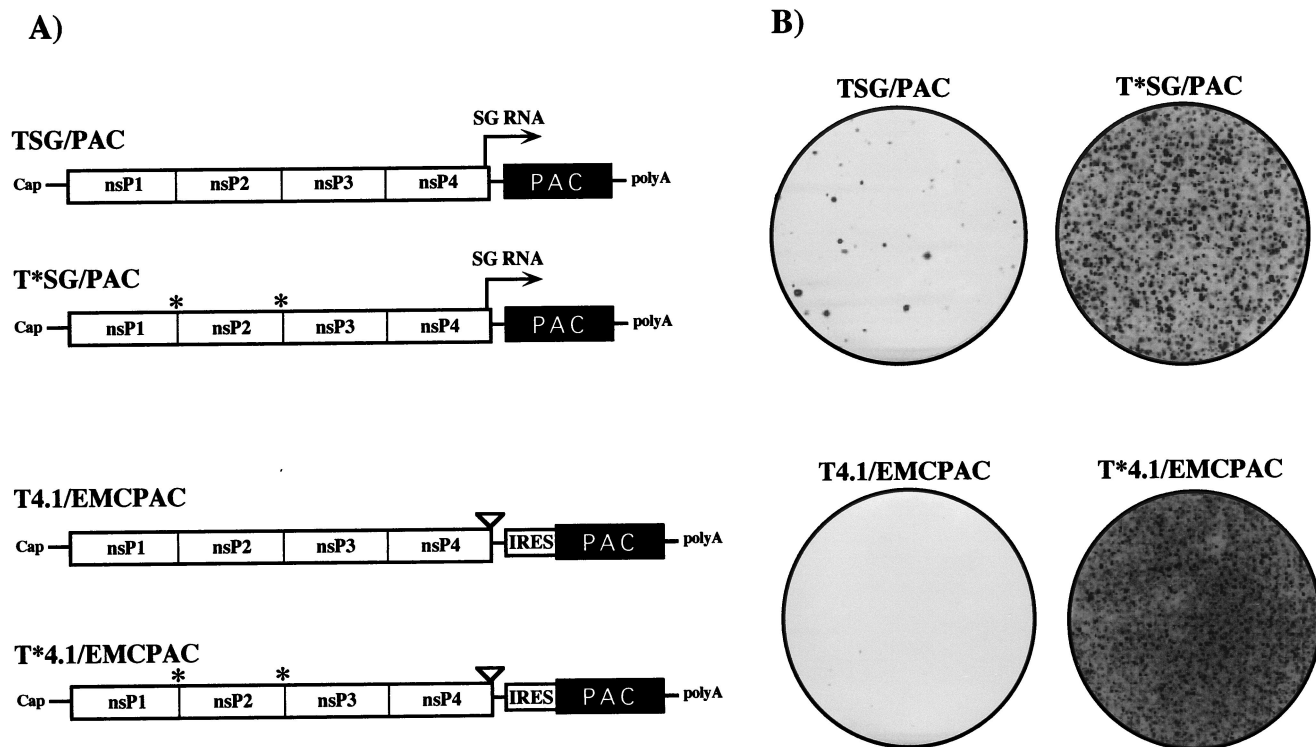 A)
TSG/PAC
SG RNA
Cap nsP1 nsP2 nsP3 nsP4 PAC polyA
T*SG/PAC
SG RNA
* *
Cap nsP1 nsP2 nsP3 nsP4 PAC polyA
T4.1/EMCPAC
Cap nsP1 nsP2 nsP3 nsP4 IRES PAC polyA
T*4.1/EMCPAC
* *
Cap nsP1 nsP2 nsP3 nsP4 IRES PAC polyA
B)
TSG/PAC T*SG/PAC
T4.1/EMCPAC T*4.1/EMCPAC